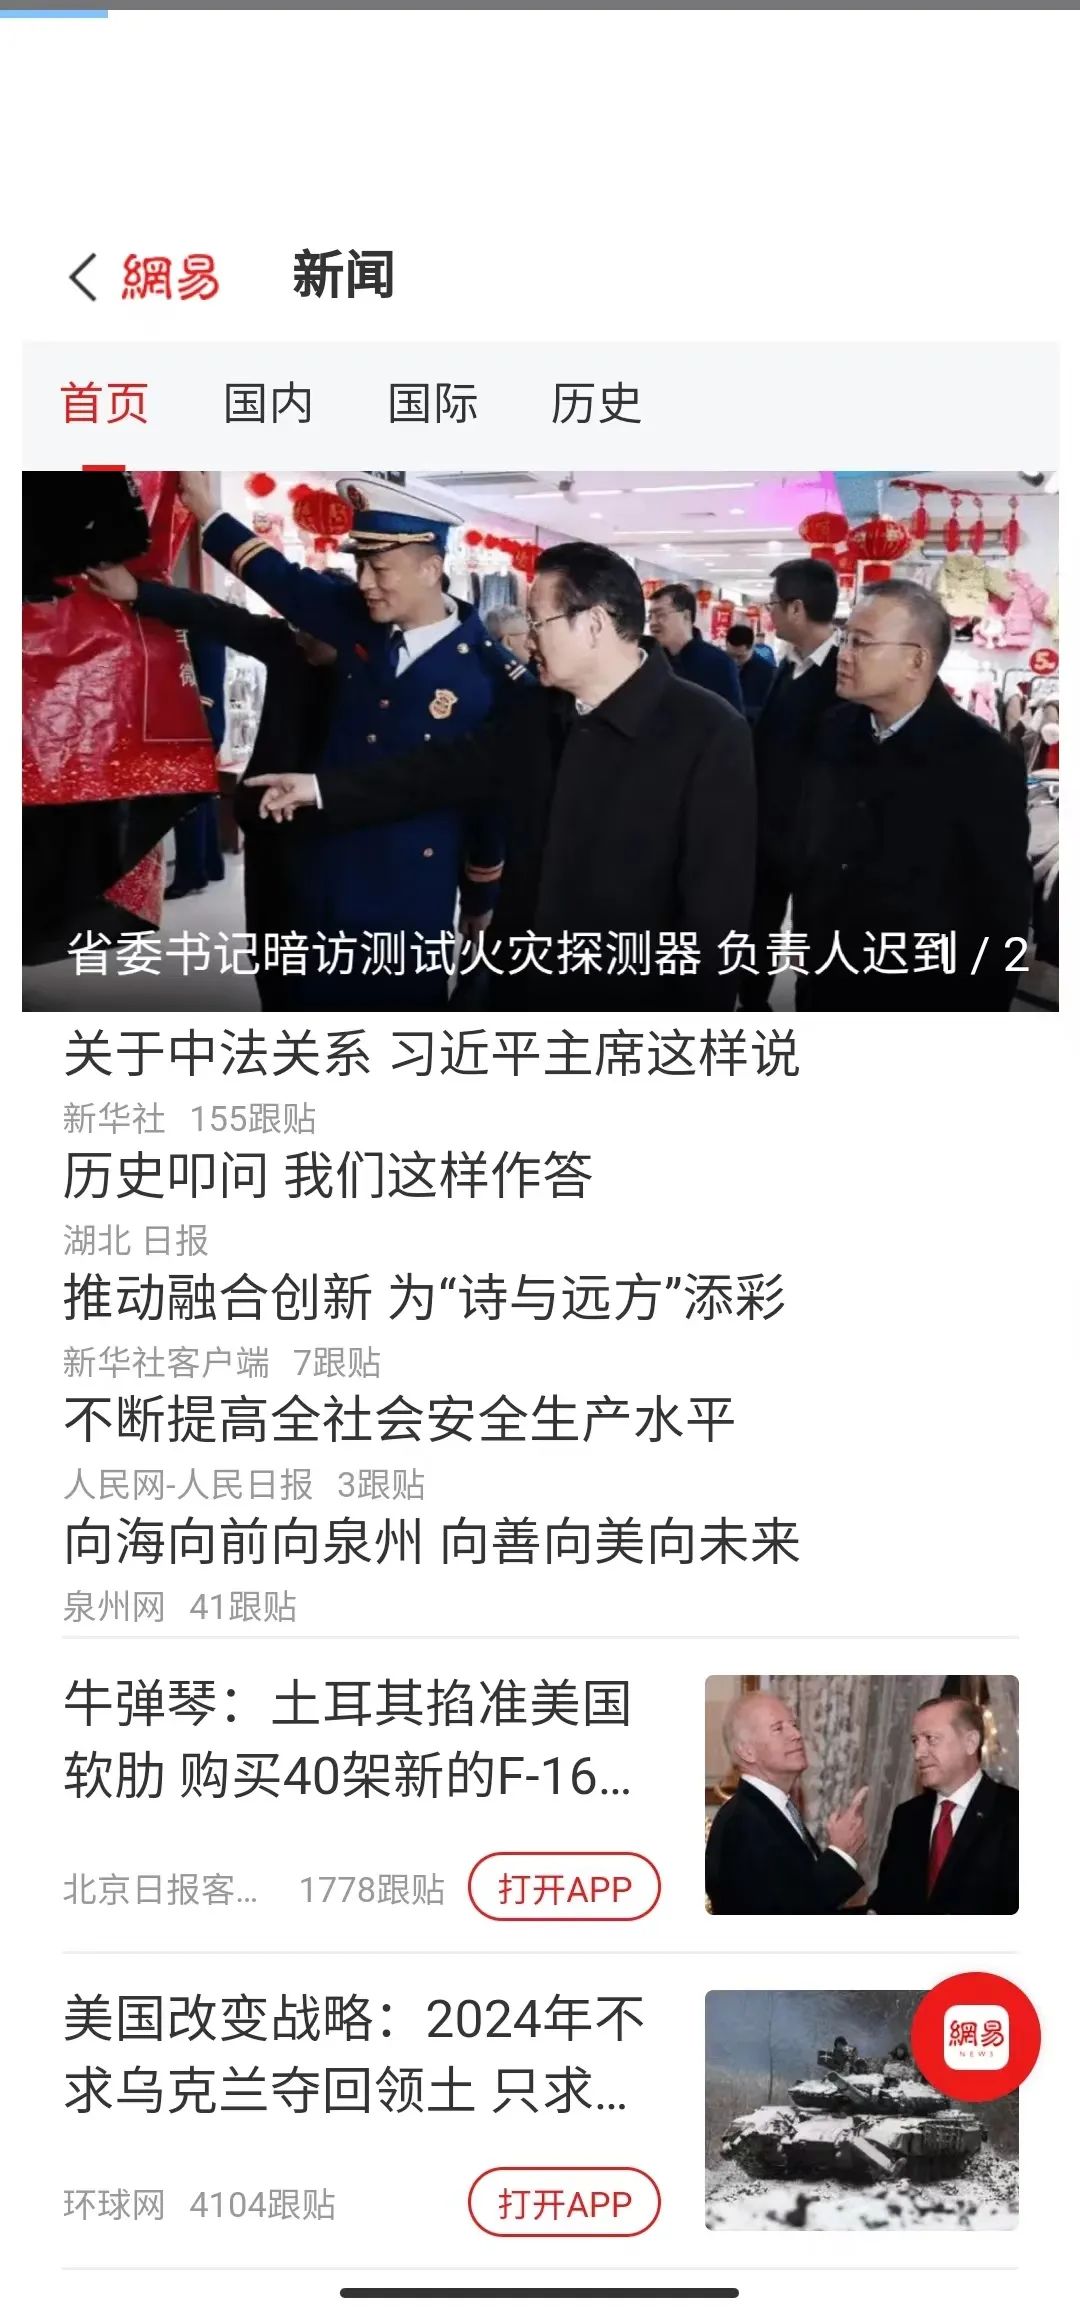 網易 新闻
首页 国内 国际 历史
省委书记暗访测试火灾探测器 负责人迟到 / 2
关于中法关系 习近平主席这样说
新华社 155跟贴
历史叩问 我们这样作答
湖北日报
推动融合创新 为“诗与远方”添彩
新华社客户端 7跟贴
不断提高全社会安全生产水平
人民网-人民日报 3跟贴
向海向前向泉州 向善向美向未来
泉州网 41跟贴
牛弹琴：土耳其掐准美国
软肋 购买40架新的F-16...
北京日报客... 1778跟贴 打开APP
美国改变战略：2024年不
求乌克兰夺回领土 只求...
網易
NEWS
环球网 4104跟贴 打开APP